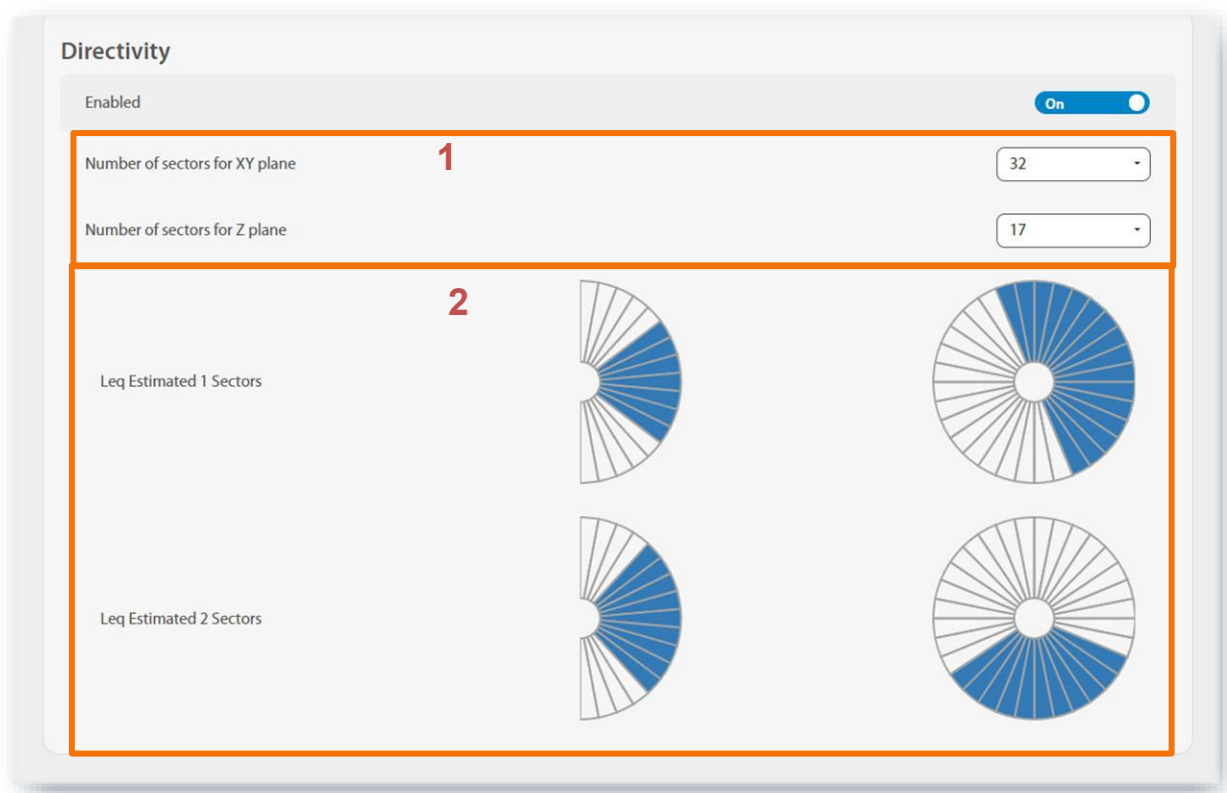 Directivity
Enabled
On
Number of sectors for XY plane
1
32
Number of sectors for Z plane
17
2
Leq Estimated 1 Sectors
Leq Estimated 2 Sectors